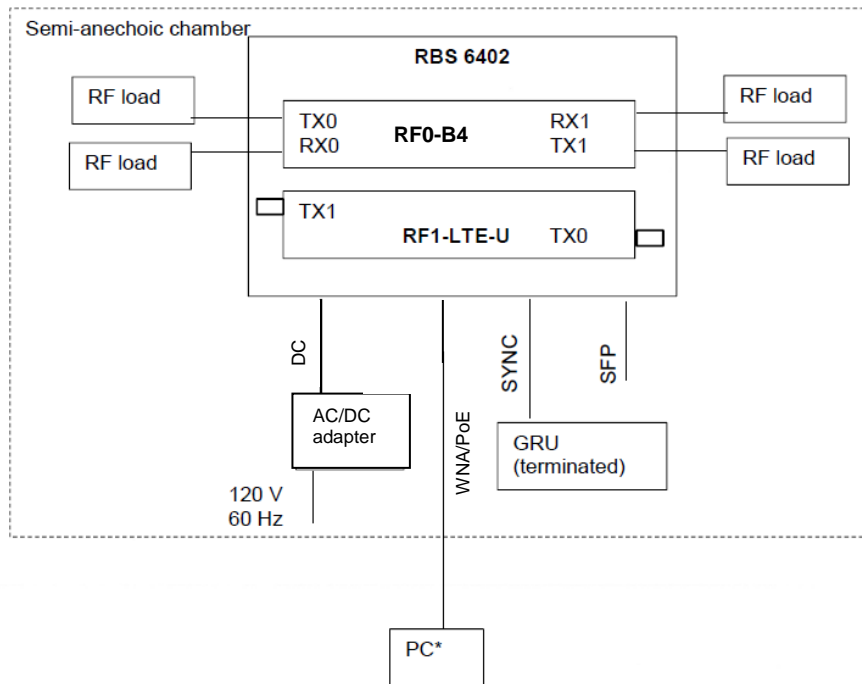 Semi-anechoic chamber
RBS 6402
RF load
RF load
TX0
RX0
RF0-B4
RX1
TX1
RF load
RF load
TX1
RF1-LTE-U
TX0
DC
WNA/PoE
SYNC
SFP
AC/DC
adapter
GRU
(terminated)
120 V
60 Hz
PC*